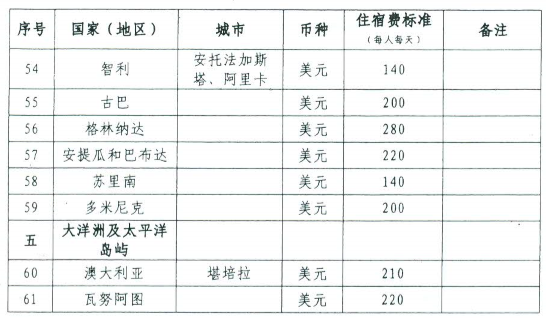 序号 国家（地区） 城市 币种 住宿费标准（每人每天） 备注
54 智利 安托法加斯塔、阿里卡 美元 140
55 古巴 美元 200
56 格林纳达 美元 280
57 安提瓜和巴布达 美元 220
58 苏里南 美元 140
59 多米尼克 美元 200
五 大洋洲及太平洋岛屿
60 澳大利亚 堪培拉 美元 210
61 瓦努阿图 美元 220